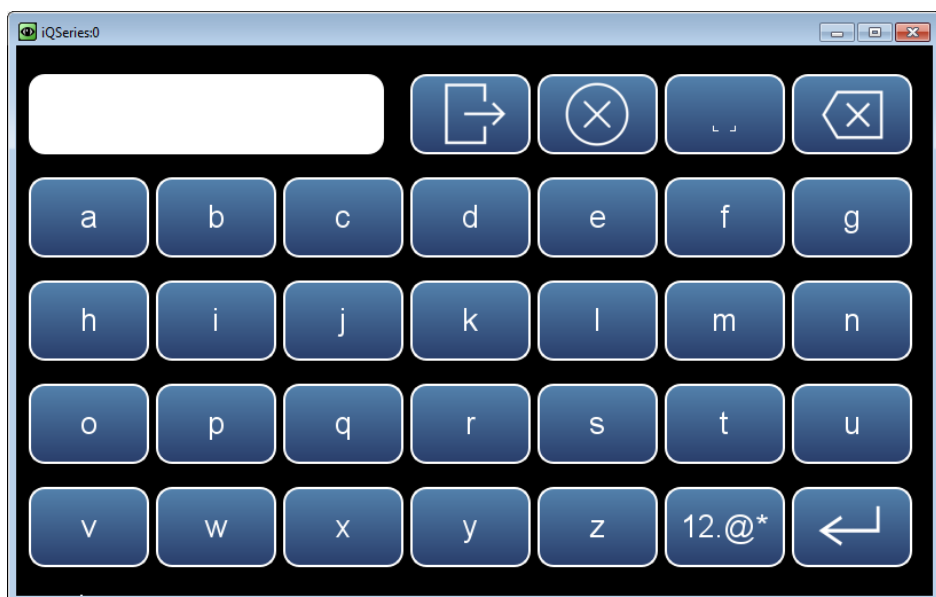 iQSeries:0
a b c d e f g
h i j k l m n
o p q r s t u
v w x y z 12.@*